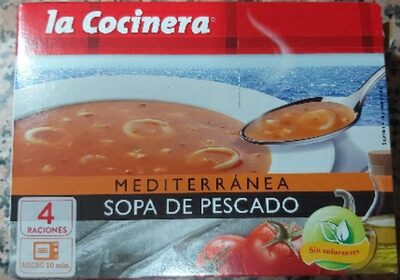 la Cocinera
MEDITERRÁNEA
SOPA DE PESCADO
4
RACIONES
MICRO 10 min.
Sin colorantes